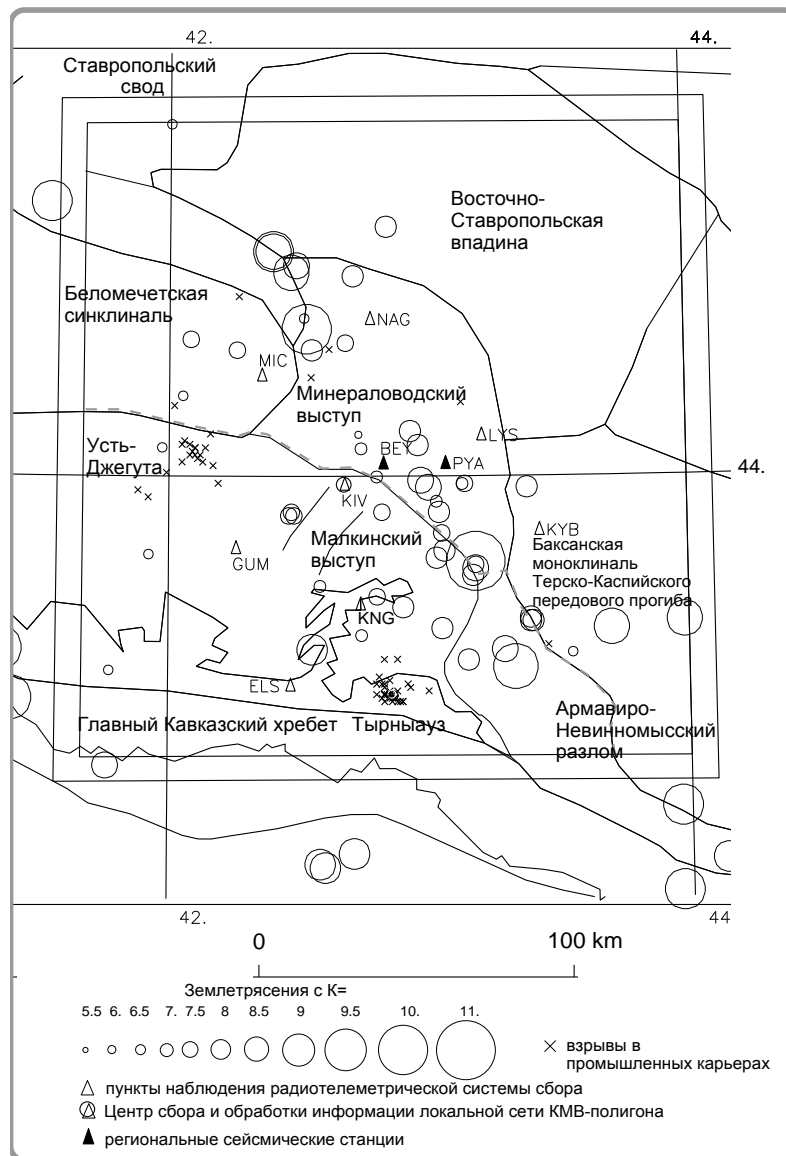 42.
44.
Ставропольский
свод
Восточно-
Ставропольская
впадина
Беломечетская
синклиналь
NAG
MIC
Минераловодский
выступ
Усть-
Джегута
LYS
BEY
PYA
44.
KIV
Малкинский
выступ
GUM
KYB
Баксанская
моноклиналь
Терско-Каспийского
передового прогиба
KNG
ELS
Главный Кавказский хребет
Тырныауз
Армавиро-
Невинномысский
разлом
42.
44
0
100 km
Землетрясения с К=
5.5 6. 6.5 7. 7.5 8 8.5 9 9.5 10. 11.
взрывы в
промышленных карьерах
пункты наблюдения радиотелеметрической системы сбора
Центр сбора и обработки информации локальной сети КМВ-полигона
региональные сейсмические станции